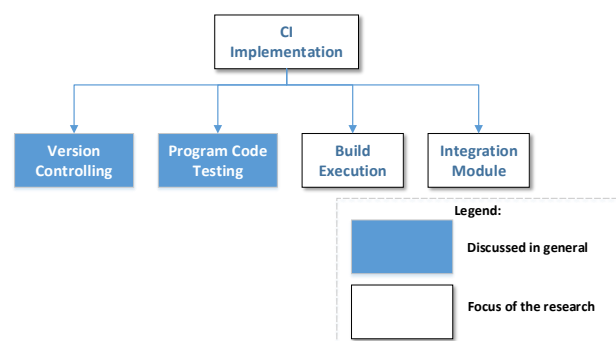 CI
Implementation
Version
Controlling
Program Code
Testing
Build
Execution
Integration
Module
Legend:
Discussed in general
Focus of the research